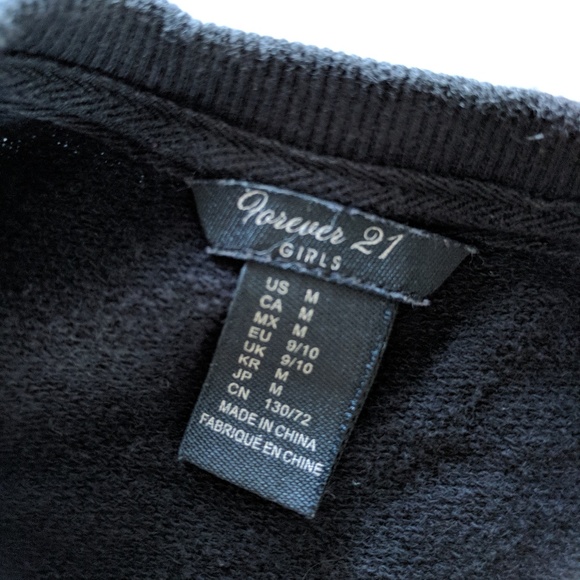 Forever 21
GIRLS
US M
CA M
MX M
EU 9/10
UK 9/10
KR M
JP M
CN 130/72
MADE IN CHINA
FABRIQUÉ EN CHINE